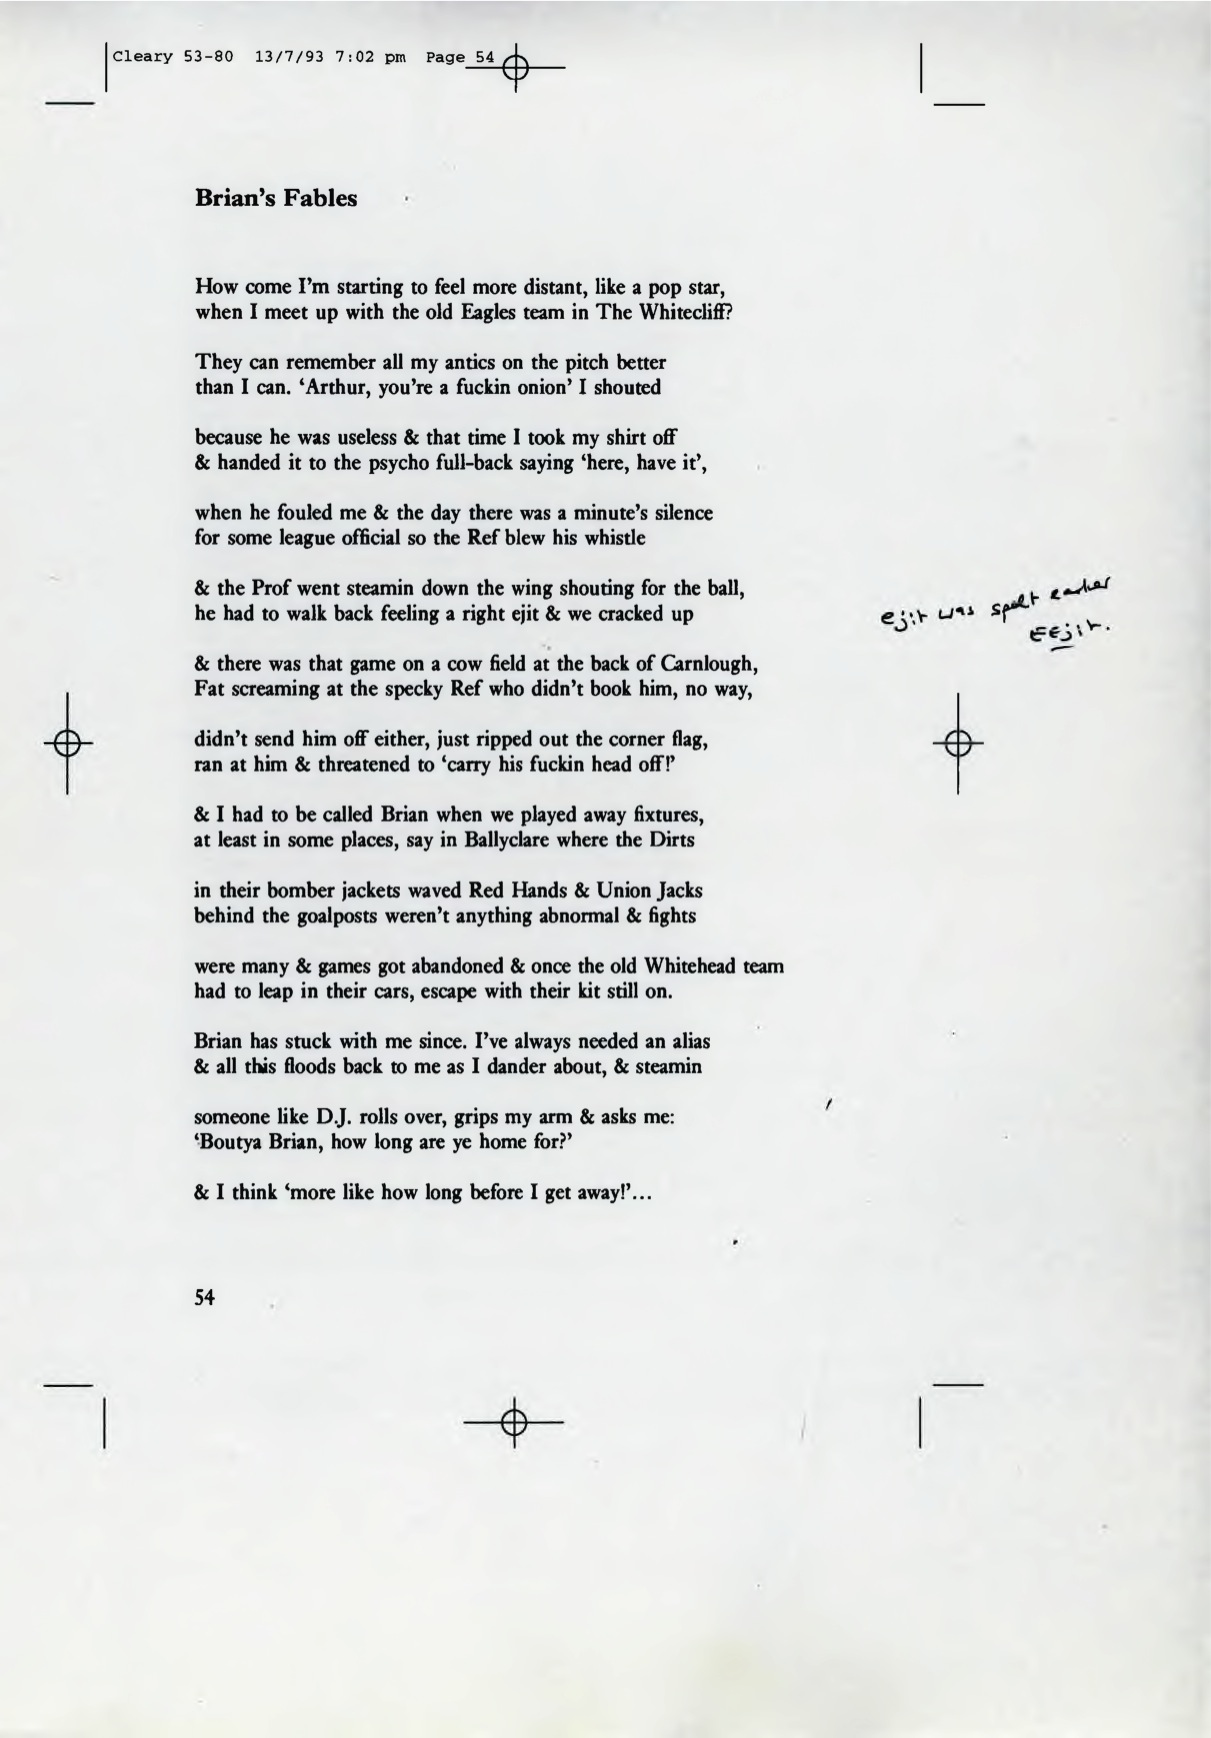 Cleary 53-80 13/7/93 7:02 pm Page 54
Brian's Fables
How come I'm starting to feel more distant, like a pop star,
when I meet up with the old Eagles team in The Whitecliff?
They can remember all my antics on the pitch better
than I can. ‘Arthur, you're a fuckin onion’ I shouted
because he was useless & that time I took my shirt off
& handed it to the psycho full-back saying ‘here, have it’,
when he fouled me & the day there was a minute's silence
for some league official so the Ref blew his whistle
& the Prof went steamin down the wing shouting for the ball,
he had to walk back feeling a right ejit & we cracked up
ejit was spelt earlier
EEjit.
& there was that game on a cow field at the back of Carnlough,
Fat screaming at the specky Ref who didn't book him, no way,
didn't send him off either, just ripped out the corner flag,
ran at him & threatened to ‘carry his fuckin head off!’
& I had to be called Brian when we played away fixtures,
at least in some places, say in Ballyclare where the Dirts
in their bomber jackets waved Red Hands & Union Jacks
behind the goalposts weren't anything abnormal & fights
were many & games got abandoned & once the old Whitehead team
had to leap in their cars, escape with their kit still on.
Brian has stuck with me since. I've always needed an alias
& all this floods back to me as I dander about, & steamin
someone like D.J. rolls over, grips my arm & asks me:
‘Boutya Brian, how long are ye home for?’
& I think ‘more like how long before I get away!’...
54